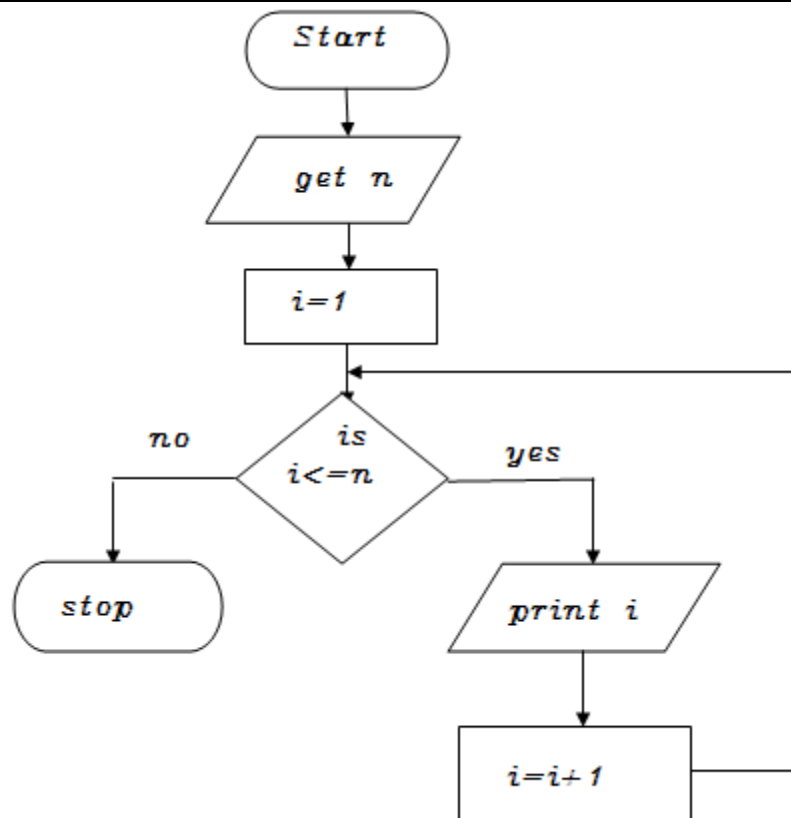 Start
get n
i=1
is
i<=n
no
yes
stop
print i
i=i+1